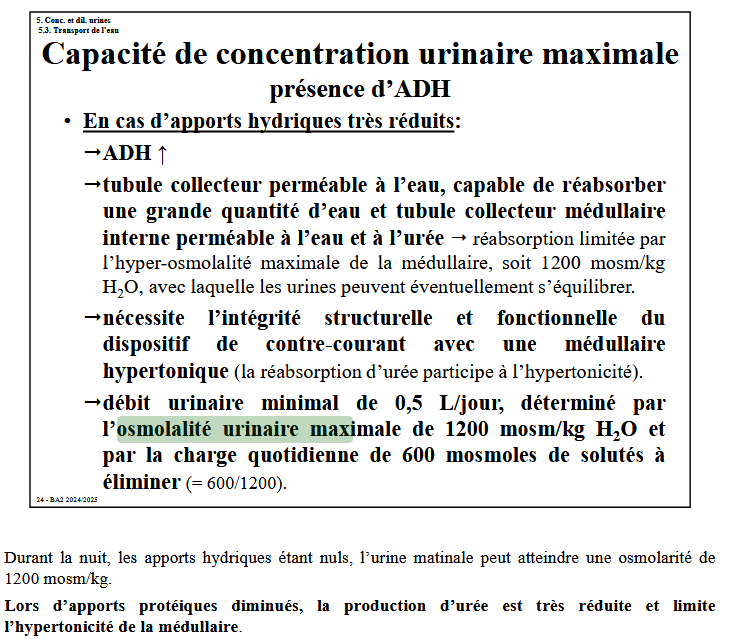 5. Conc. et dil. urines
5.3. Transport de l'eau
Capacité de concentration urinaire maximale
présence d'ADH
• En cas d'apports hydriques très réduits:
→ADH ↑
→tubule collecteur perméable à l'eau, capable de réabsorber
une grande quantité d'eau et tubule collecteur médullaire
interne perméable à l'eau et à l'urée → réabsorption limitée par
l'hyper-osmolalité maximale de la médullaire, soit 1200 mosm/kg
H₂O, avec laquelle les urines peuvent éventuellement s'équilibrer.
→nécessite l'intégrité structurelle et fonctionnelle du
dispositif de contre-courant avec une médullaire
hypertonique (la réabsorption d'urée participe à l'hypertonicité).
→débit urinaire minimal de 0,5 L/jour, déterminé par
l'osmolalité urinaire maximale de 1200 mosm/kg H₂O et
par la charge quotidienne de 600 mosmoles de solutés à
éliminer (= 600/1200).
24 - BA2 2024/2025
Durant la nuit, les apports hydriques étant nuls, l'urine matinale peut atteindre une osmolarité de
1200 mosm/kg.
Lors d'apports protéiques diminués, la production d'urée est très réduite et limite
l'hypertonicité de la médullaire.